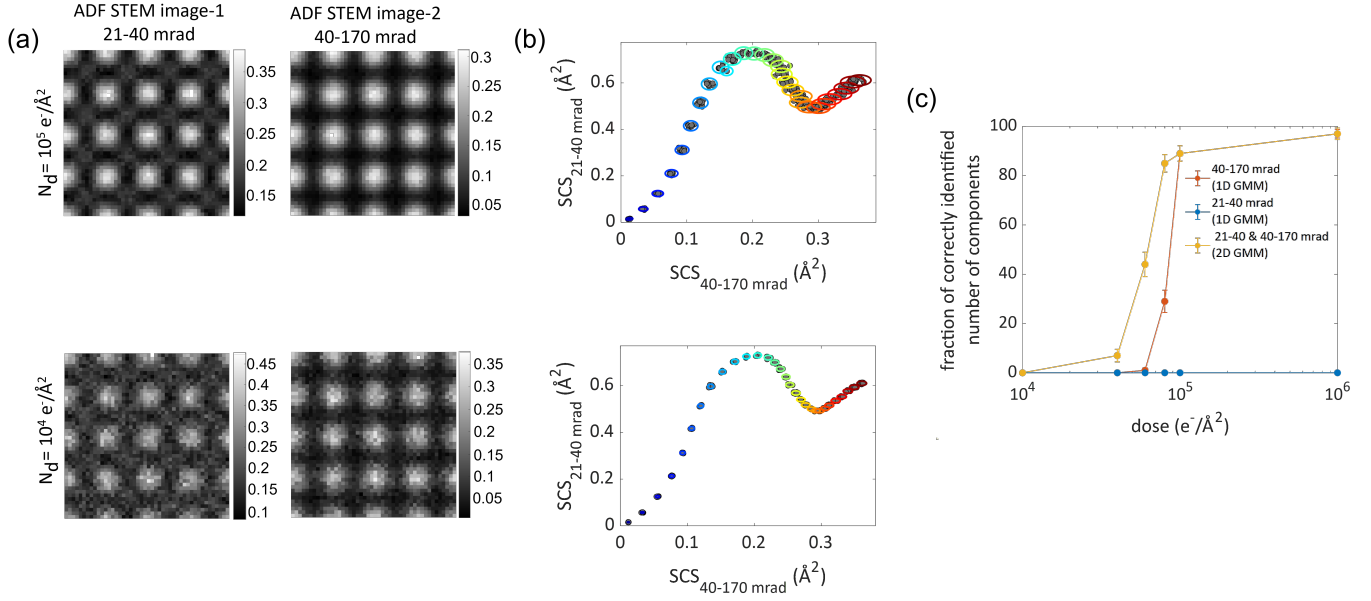 (a)
ADF STEM image-1
21-40 mrad
ADF STEM image-2
40-170 mrad
N_d = 10^5 e^-/Å^2
0.35
0.3
0.25
0.2
0.15
0.3
0.25
0.2
0.15
0.1
0.05
N_d = 10^4 e^-/Å^2
0.45
0.4
0.35
0.3
0.25
0.2
0.15
0.1
0.35
0.3
0.25
0.2
0.15
0.1
0.05
(b)
SCS_21-40 mrad (Å^2)
0.6
0.4
0.2
0
0 0.1 0.2 0.3
SCS_40-170 mrad (Å^2)
SCS_21-40 mrad (Å^2)
0.6
0.4
0.2
0
0 0.1 0.2 0.3
SCS_40-170 mrad (Å^2)
(c)
fraction of correctly identified
number of components
100
80
60
40
20
0
40-170 mrad
(1D GMM)
21-40 mrad
(1D GMM)
21-40 & 40-170 mrad
(2D GMM)
10^4 10^5 10^6
dose (e^-/Å^2)